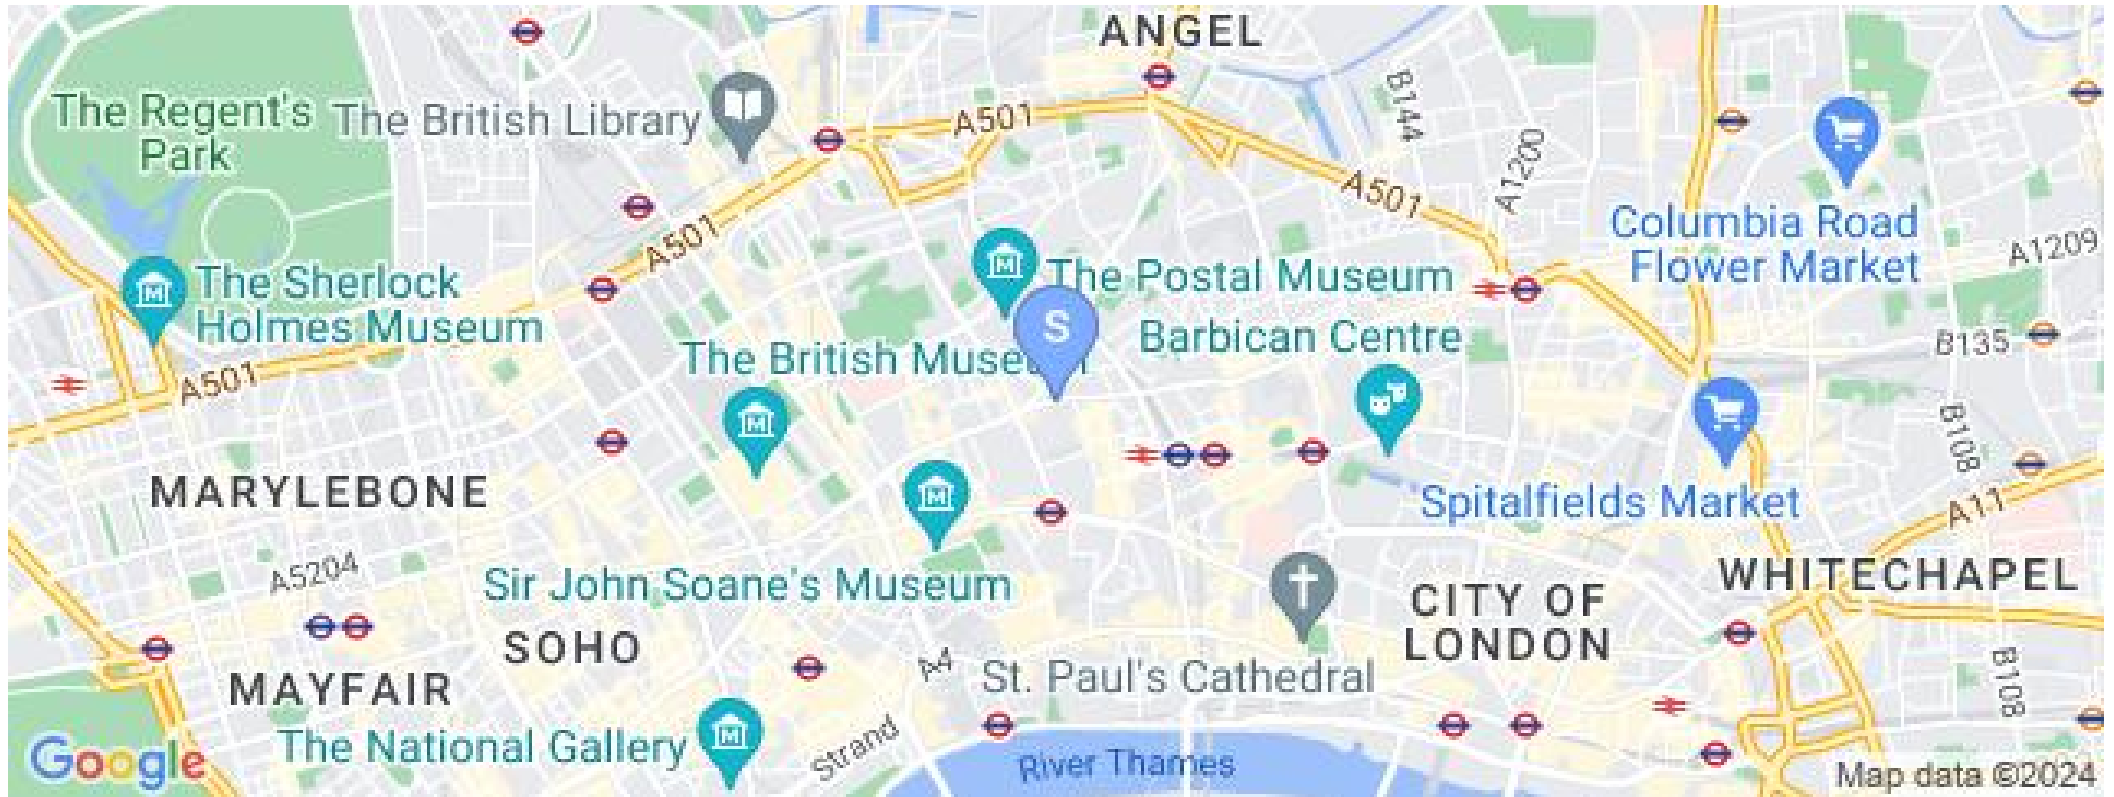 ANGEL
The Regent's
Park
The British Library
A501
B144
A1200
A501
A501
Columbia Road
Flower Market
A1209
The Sherlock
Holmes Museum
The Postal Museum
S
Barbican Centre
B135
The British Museum
A501
MARYLEBONE
B108
Spitalfields Market
A11
A5204
Sir John Soane's Museum
WHITECHAPEL
CITY OF
LONDON
SOHO
A4
St. Paul's Cathedral
MAYFAIR
B108
The National Gallery
Strand
River Thames
Google
Map data ©2024